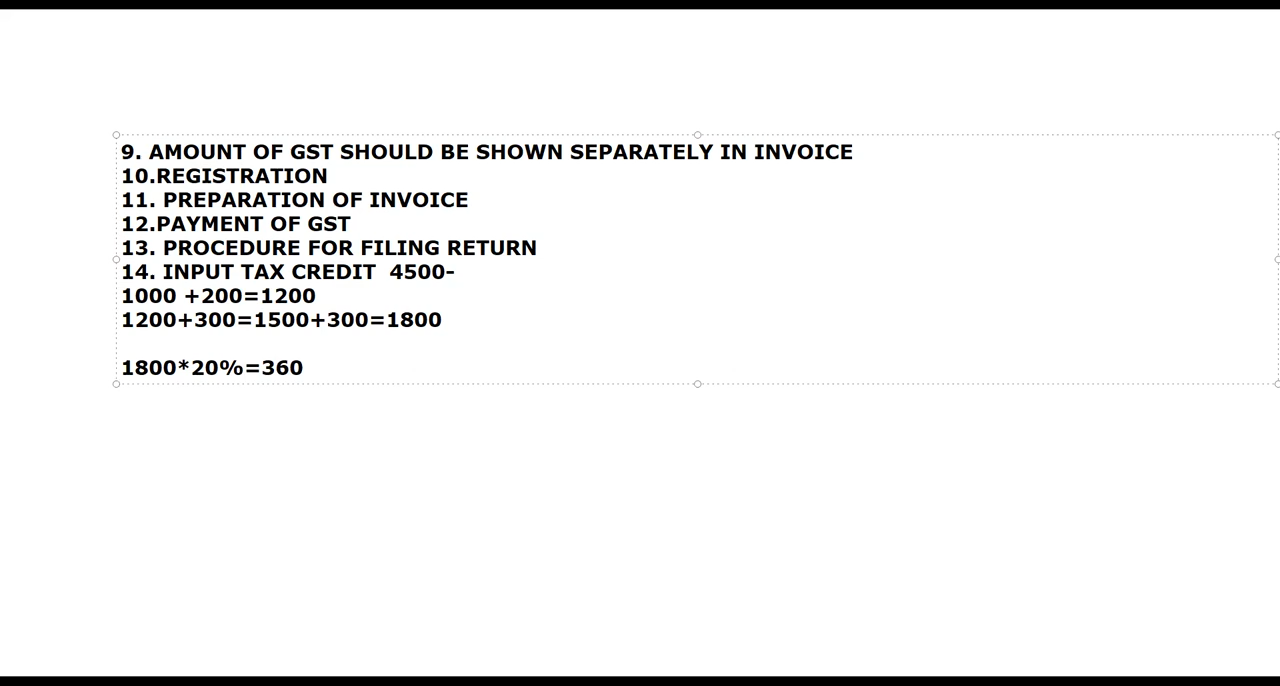 9. AMOUNT OF GST SHOULD BE SHOWN SEPARATELY IN INVOICE
10.REGISTRATION
11. PREPARATION OF INVOICE
12.PAYMENT OF GST
13. PROCEDURE FOR FILING RETURN
14. INPUT TAX CREDIT  4500-
1000 +200=1200
1200+300=1500+300=1800
1800*20%=360